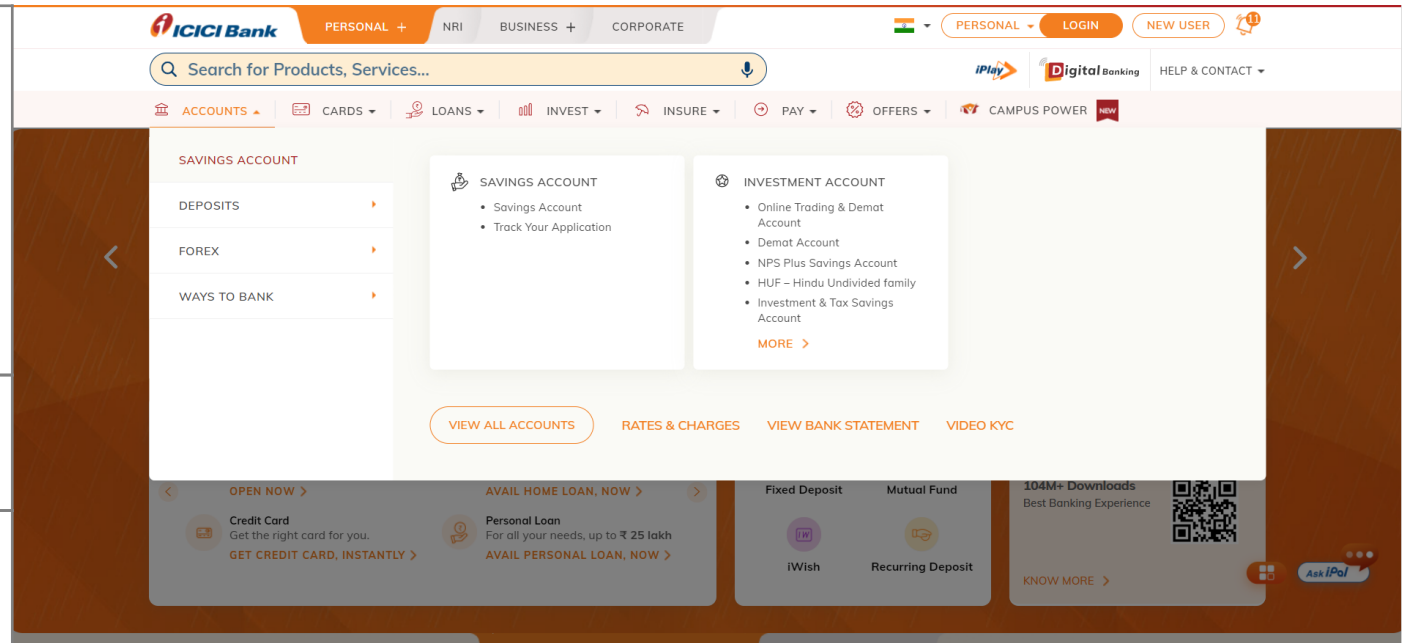 ICICI Bank
PERSONAL +
NRI
BUSINESS +
CORPORATE
PERSONAL
LOGIN
NEW USER
11
Search for Products, Services...
iPlay
Digital Banking
HELP & CONTACT
ACCOUNTS
CARDS
LOANS
INVEST
INSURE
PAY
OFFERS
CAMPUS POWER
NEW
SAVINGS ACCOUNT
DEPOSITS
FOREX
WAYS TO BANK
SAVINGS ACCOUNT
• Savings Account
• Track Your Application
INVESTMENT ACCOUNT
• Online Trading & Demat
Account
• Demat Account
• NPS Plus Savings Account
• HUF – Hindu Undivided family
• Investment & Tax Savings
Account
MORE >
VIEW ALL ACCOUNTS
RATES & CHARGES
VIEW BANK STATEMENT
VIDEO KYC
OPEN NOW >
AVAIL HOME LOAN, NOW >
Credit Card
Get the right card for you.
GET CREDIT CARD, INSTANTLY >
Personal Loan
For all your needs, up to ₹ 25 lakh
AVAIL PERSONAL LOAN, NOW >
Fixed Deposit
Mutual Fund
iW
iWish
Recurring Deposit
104M+ Downloads
Best Banking Experience
KNOW MORE >
Ask iPal